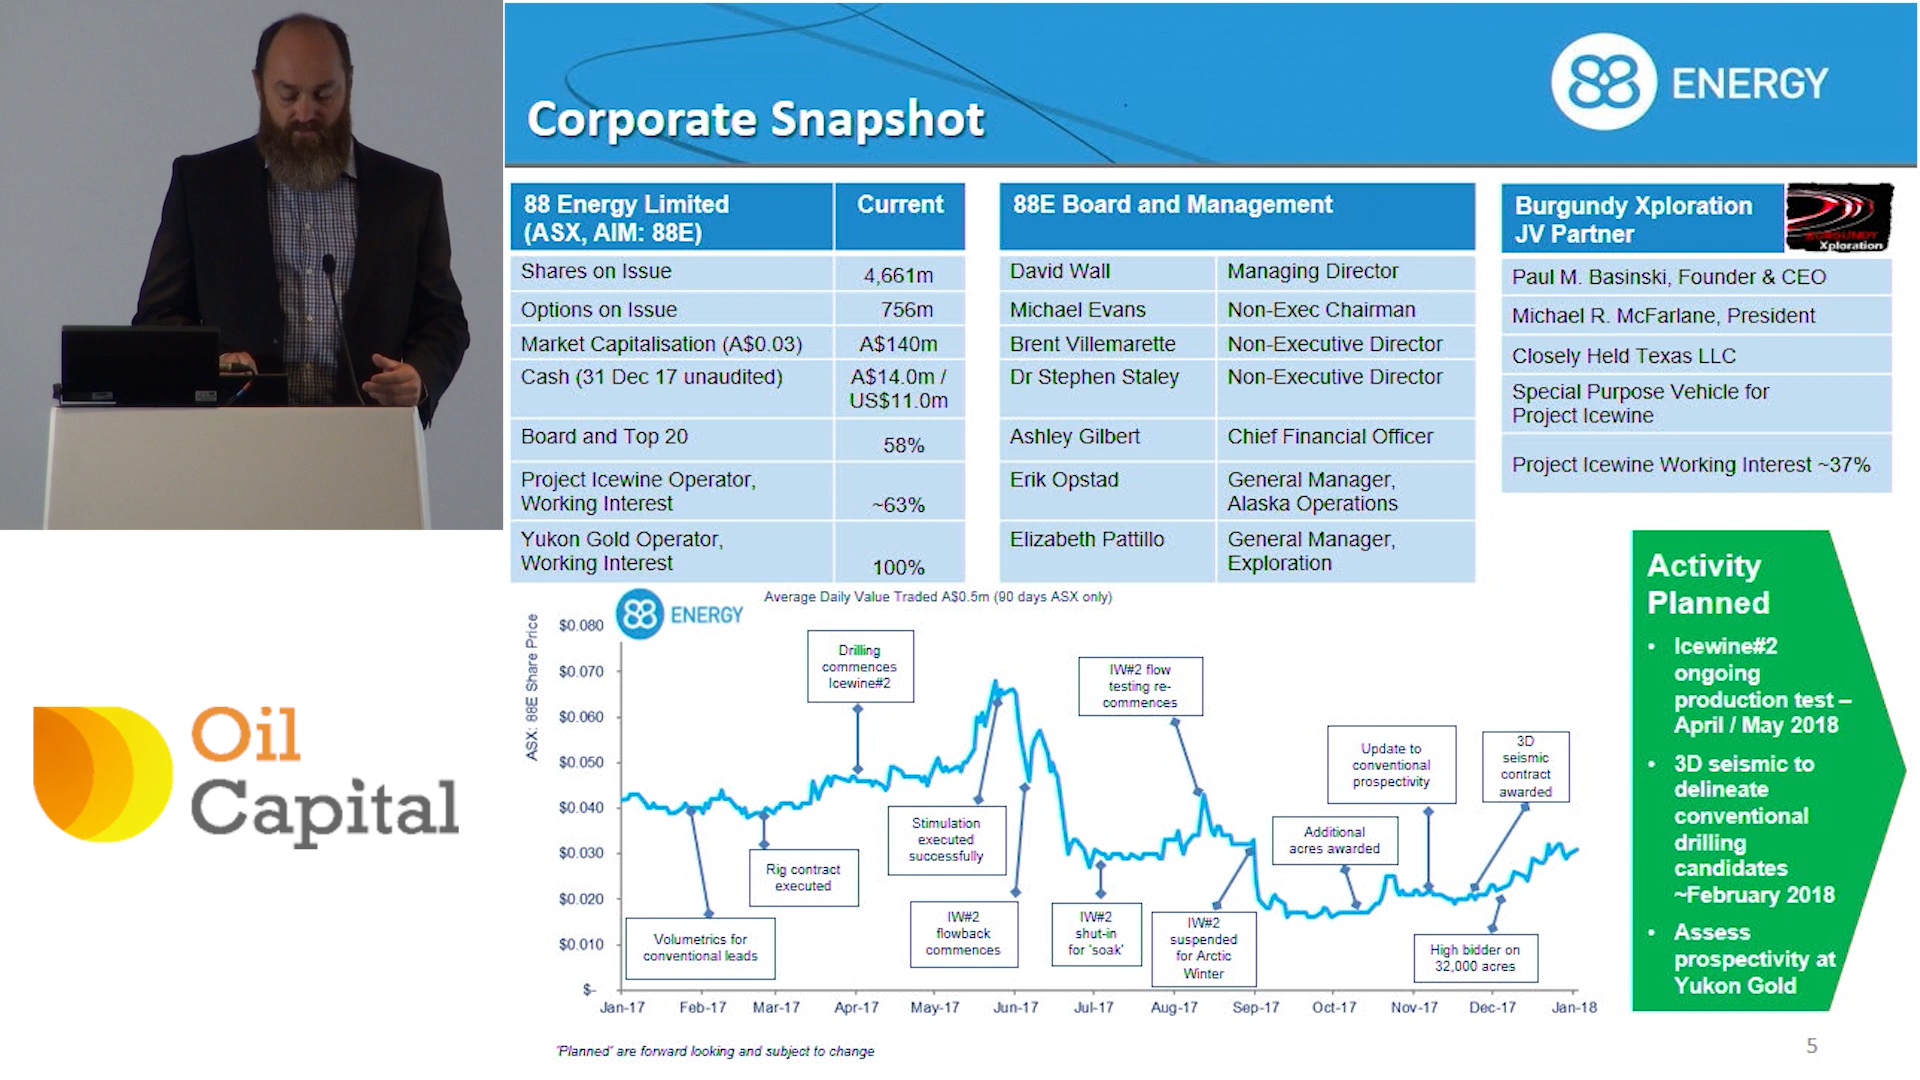 Corporate Snapshot
88 ENERGY
88 Energy Limited
(ASX, AIM: 88E)
Current
Shares on Issue
4,661m
Options on Issue
756m
Market Capitalisation (A$0.03)
A$140m
Cash (31 Dec 17 unaudited)
A$14.0m /
US$11.0m
Board and Top 20
58%
Project Icewine Operator,
Working Interest
~63%
Yukon Gold Operator,
Working Interest
100%
88E Board and Management
David Wall
Managing Director
Michael Evans
Non-Exec Chairman
Brent Villemarette
Non-Executive Director
Dr Stephen Staley
Non-Executive Director
Ashley Gilbert
Chief Financial Officer
Erik Opstad
General Manager,
Alaska Operations
Elizabeth Pattillo
General Manager,
Exploration
Burgundy Xploration
JV Partner
BURGUNDY
Xploration
Paul M. Basinski, Founder & CEO
Michael R. McFarlane, President
Closely Held Texas LLC
Special Purpose Vehicle for
Project Icewine
Project Icewine Working Interest ~37%
88 ENERGY
Average Daily Value Traded A$0.5m (90 days ASX only)
ASX: 88E Share Price
$0.080
$0.070
$0.060
$0.050
$0.040
$0.030
$0.020
$0.010
$-
Drilling
commences
Icewine#2
IW#2 flow
testing re-
commences
Update to
conventional
prospectivity
3D
seismic
contract
awarded
Stimulation
executed
successfully
Additional
acres awarded
Rig contract
executed
Volumetrics for
conventional leads
IW#2
flowback
commences
IW#2
shut-in
for 'soak'
IW#2
suspended
for Arctic
Winter
High bidder on
32,000 acres
Jan-17
Feb-17
Mar-17
Apr-17
May-17
Jun-17
Jul-17
Aug-17
Sep-17
Oct-17
Nov-17
Dec-17
Jan-18
Activity
Planned
• Icewine#2
ongoing
production test –
April / May 2018
• 3D seismic to
delineate
conventional
drilling
candidates
~February 2018
• Assess
prospectivity at
Yukon Gold
'Planned' are forward looking and subject to change
5
Oil
Capital